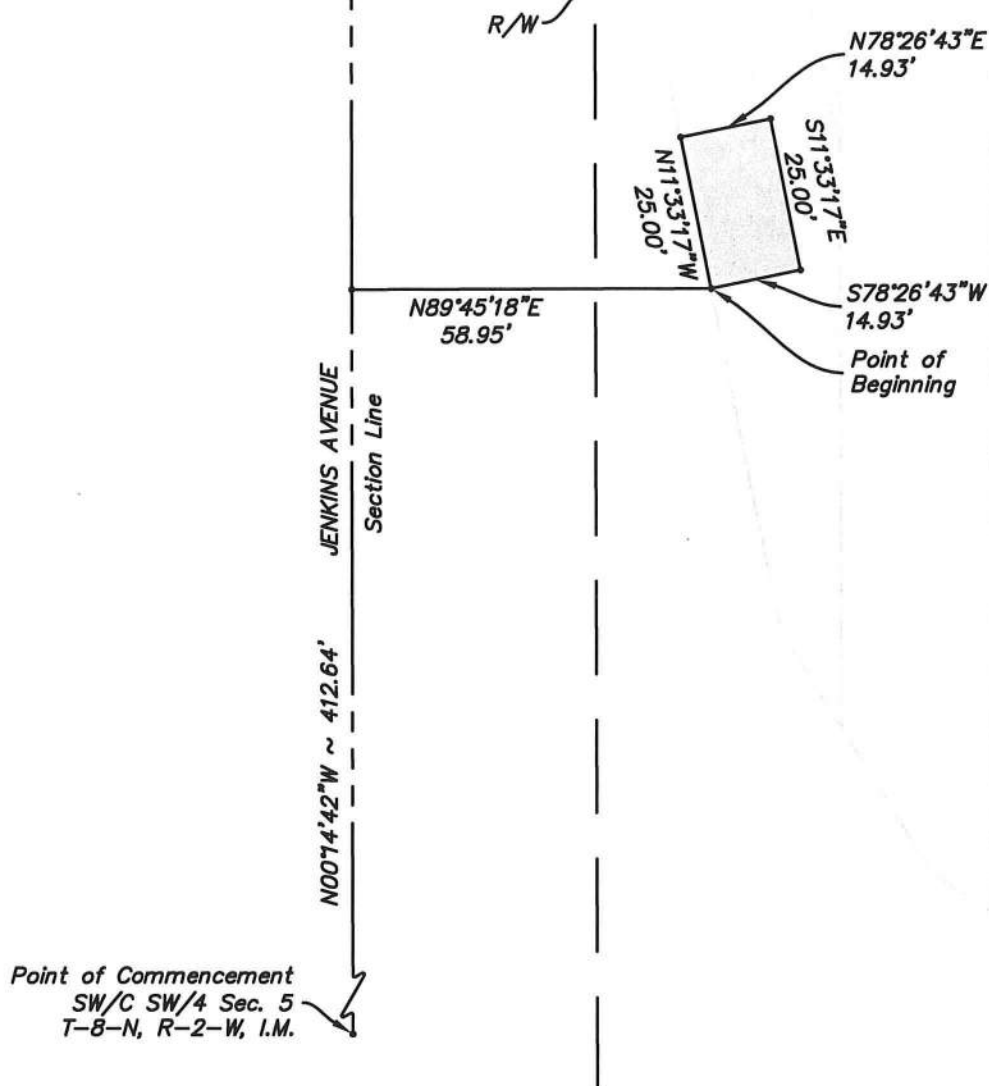 R/W
N78°26'43"E
14.93'
S11°33'17"E
25.00'
N11°33'17"W
25.00'
S78°26'43"W
14.93'
N89°45'18"E
58.95'
Point of
Beginning
JENKINS AVENUE
Section Line
N00°14'42"W ~ 412.64'
Point of Commencement
SW/C SW/4 Sec. 5
T-8-N, R-2-W, I.M.